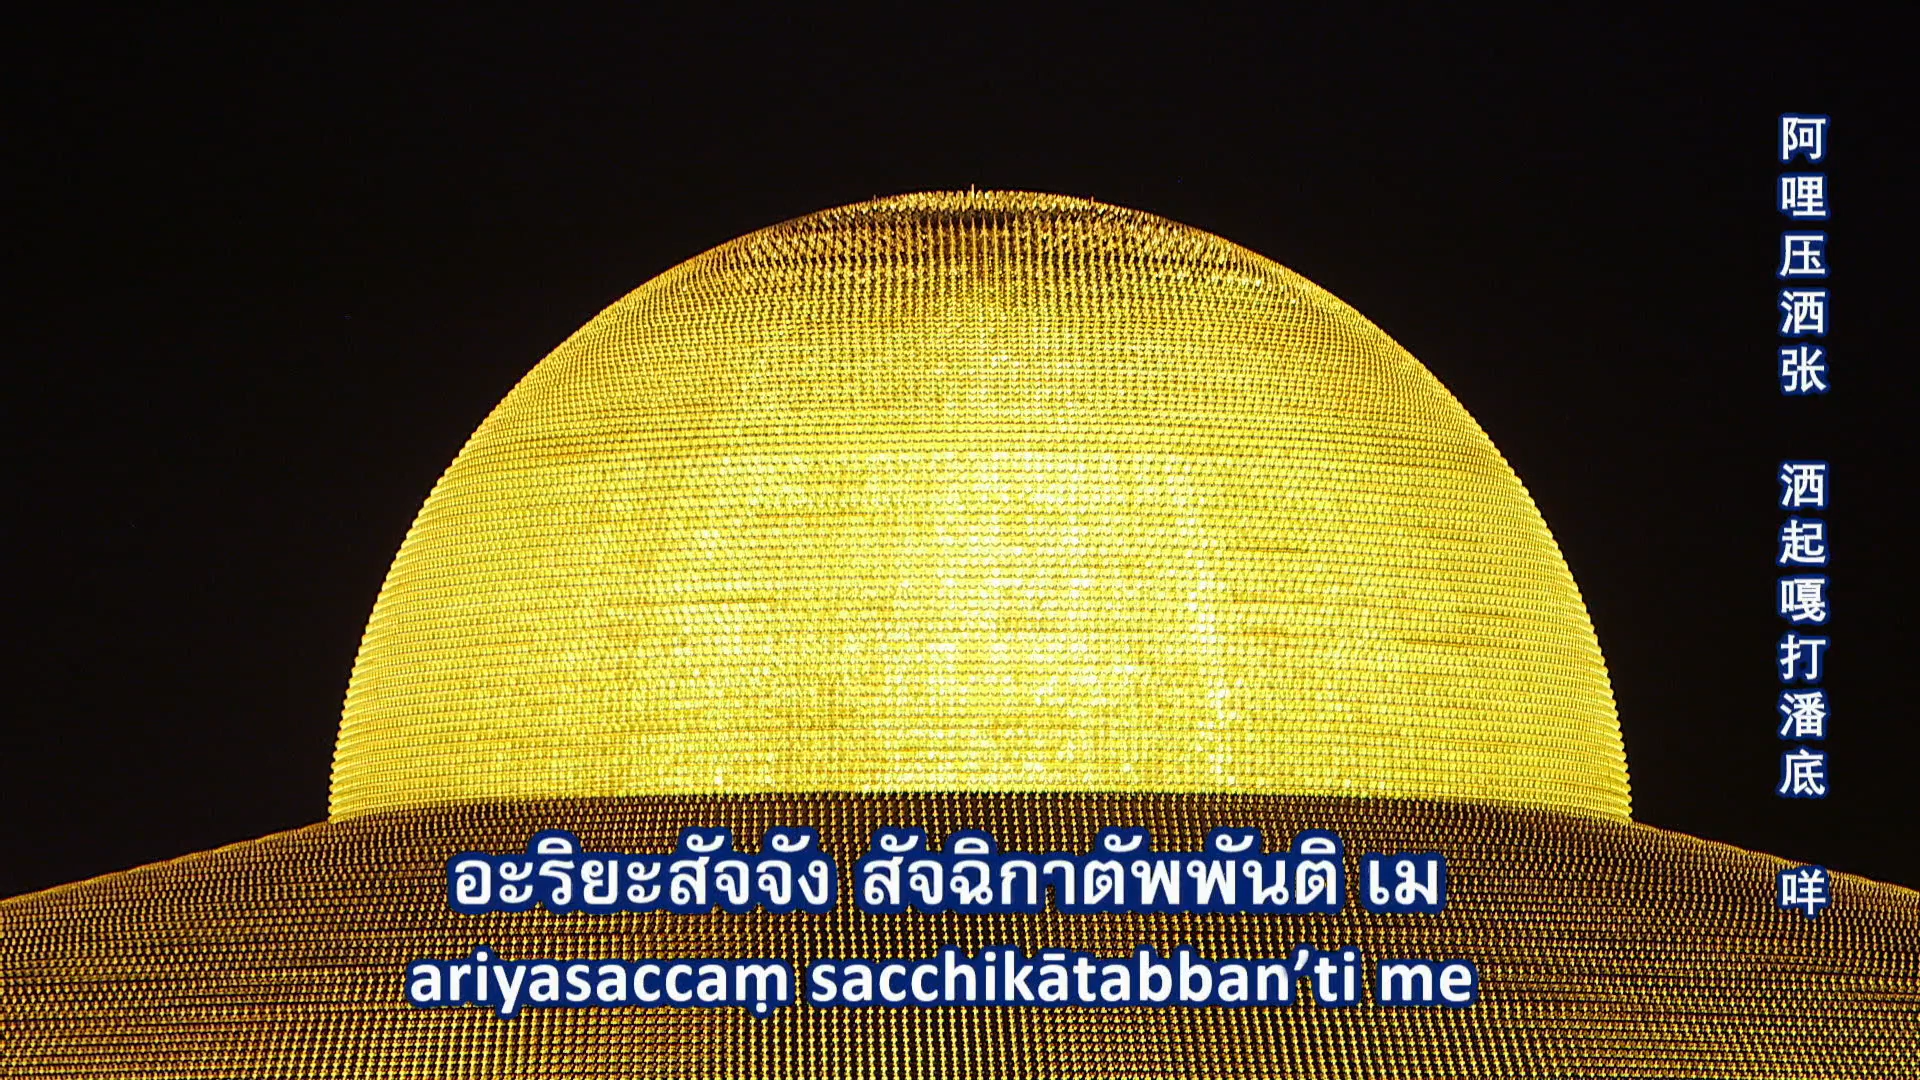 อะริยะสัจจัง สัจฉิกาตัพพันติ เม
ariyasaccaṃ sacchikātabban’ti me
阿哩压洒张 洒起嘎打潘底 咩